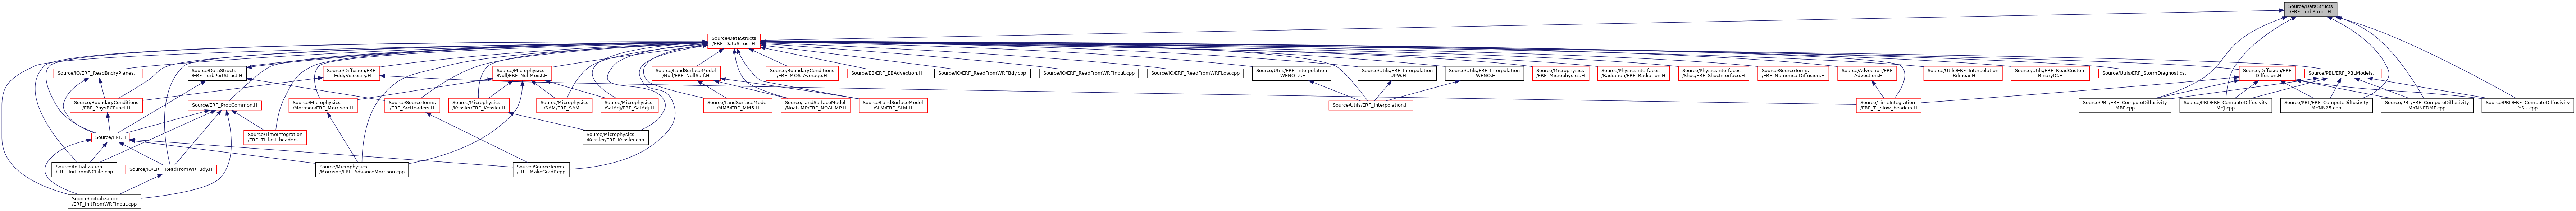 Source/DataStructs
/ERF_TurbStruct.H
Source/DataStructs
/ERF_DataStruct.H
Source/IO/ERF_ReadBndryPlanes.H
Source/DataStructs
/ERF_TurbPertStruct.H
Source/Diffusion/ERF
_EddyViscosity.H
Source/Microphysics
/Null/ERF_NullMoist.H
Source/LandSurfaceModel
/Null/ERF_NullSurf.H
Source/BoundaryConditions
/ERF_MOSTAverage.H
Source/EB/ERF_EBAdvection.H
Source/IO/ERF_ReadFromWRFBdy.cpp
Source/IO/ERF_ReadFromWRFInput.cpp
Source/IO/ERF_ReadFromWRFLow.cpp
Source/Utils/ERF_Interpolation
_WENO_Z.H
Source/Utils/ERF_Interpolation
_UPW.H
Source/Utils/ERF_Interpolation
_WENO.H
Source/Microphysics
/ERF_Microphysics.H
Source/PhysicsInterfaces
/Radiation/ERF_Radiation.H
Source/PhysicsInterfaces
/Shoc/ERF_ShocInterface.H
Source/SourceTerms
/ERF_NumericalDiffusion.H
Source/Advection/ERF
_Advection.H
Source/Utils/ERF_Interpolation
_Bilinear.H
Source/Utils/ERF_ReadCustom
BinaryIC.H
Source/Utils/ERF_StormDiagnostics.H
Source/Diffusion/ERF
_Diffusion.H
Source/PBL/ERF_PBLModels.H
Source/BoundaryConditions
/ERF_PhysBCFunct.H
Source/ERF_ProbCommon.H
Source/Microphysics
/Morrison/ERF_Morrison.H
Source/SourceTerms
/ERF_SrcHeaders.H
Source/Microphysics
/Kessler/ERF_Kessler.H
Source/Microphysics
/SAM/ERF_SAM.H
Source/Microphysics
/SatAdj/ERF_SatAdj.H
Source/LandSurfaceModel
/MM5/ERF_MM5.H
Source/LandSurfaceModel
/Noah-MP/ERF_NOAHMP.H
Source/LandSurfaceModel
/SLM/ERF_SLM.H
Source/Utils/ERF_Interpolation.H
Source/TimeIntegration
/ERF_TI_slow_headers.H
Source/PBL/ERF_ComputeDiffusivity
MRF.cpp
Source/PBL/ERF_ComputeDiffusivity
MYJ.cpp
Source/PBL/ERF_ComputeDiffusivity
MYNN25.cpp
Source/PBL/ERF_ComputeDiffusivity
MYNNEDMF.cpp
Source/PBL/ERF_ComputeDiffusivity
YSU.cpp
Source/ERF.H
Source/TimeIntegration
/ERF_TI_fast_headers.H
Source/Microphysics
/Kessler/ERF_Kessler.cpp
Source/Initialization
/ERF_InitFromNCFile.cpp
Source/IO/ERF_ReadFromWRFBdy.H
Source/Microphysics
/Morrison/ERF_AdvanceMorrison.cpp
Source/SourceTerms
/ERF_MakeGradP.cpp
Source/Initialization
/ERF_InitFromWRFInput.cpp